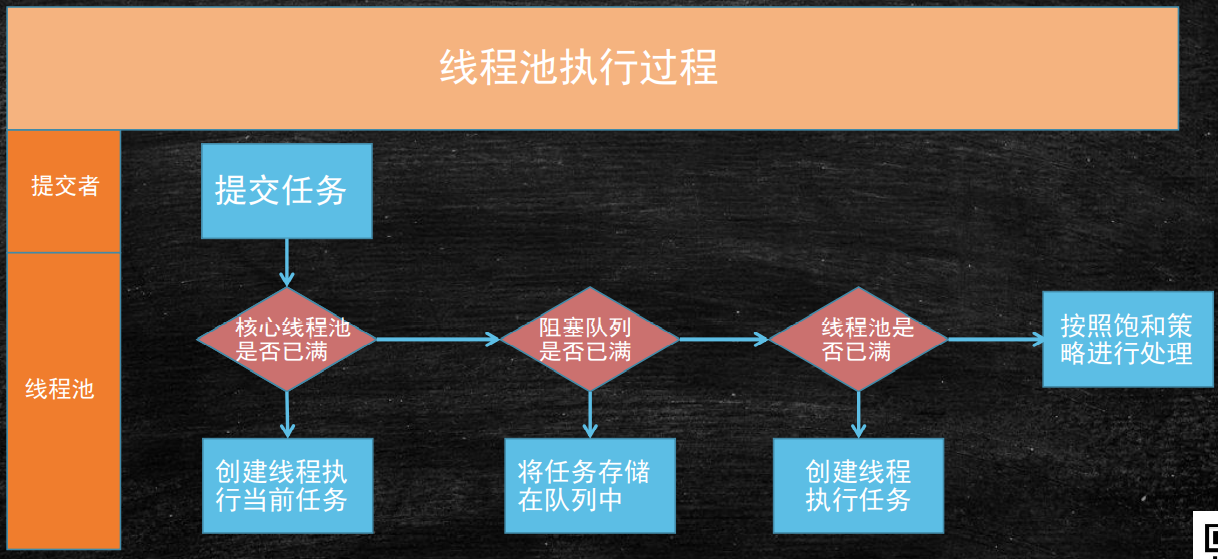 线程池执行过程
提交者
提交任务
核心线程池
是否已满
阻塞队列
是否已满
线程池是
否已满
按照饱和策
略进行处理
线程池
创建线程执
行当前任务
将任务存储
在队列中
创建线程
执行任务